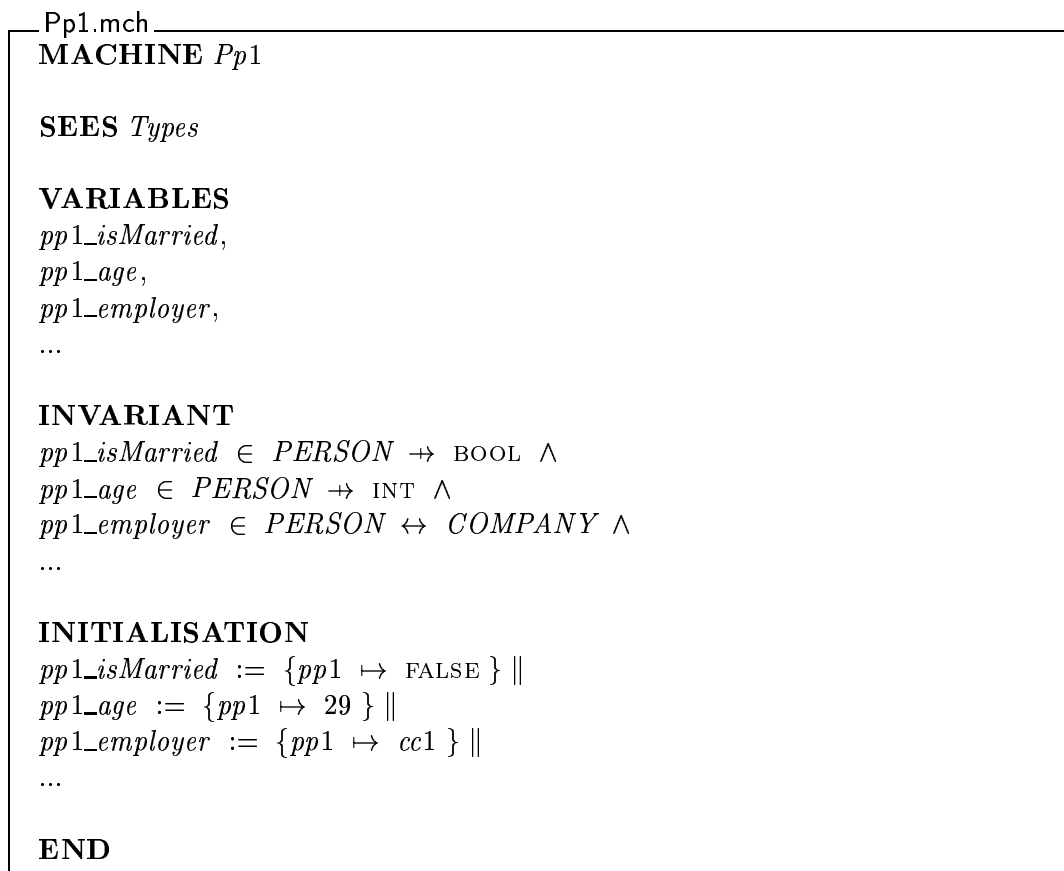 Pp1.mch
MACHINE Pp1
SEES Types
VARIABLES
pp1_isMarried,
pp1_age,
pp1_employer,
...
INVARIANT
pp1_isMarried ∈ PERSON ⇸ BOOL ∧
pp1_age ∈ PERSON ⇸ INT ∧
pp1_employer ∈ PERSON ↔ COMPANY ∧
...
INITIALISATION
pp1_isMarried := {pp1 ↦ FALSE } ||
pp1_age := {pp1 ↦ 29 } ||
pp1_employer := {pp1 ↦ cc1 } ||
...
END